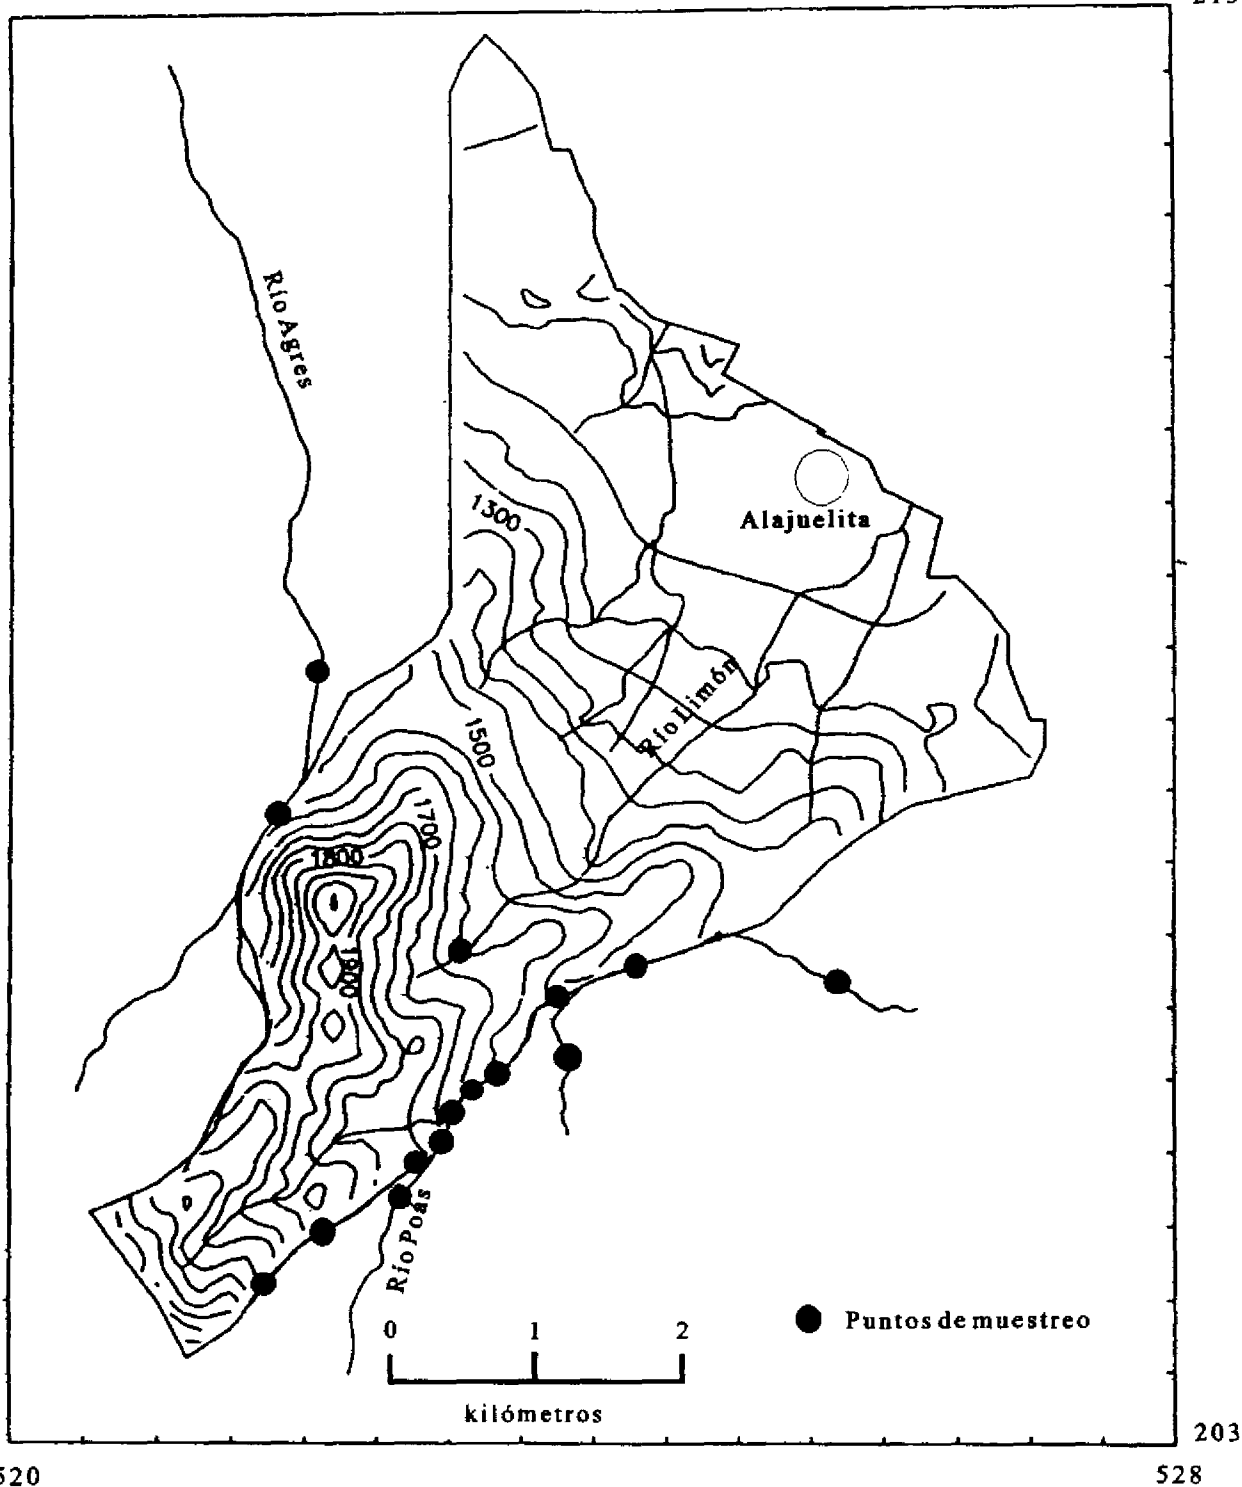 Río Agres
1300
Alajuelita
Río Limón
1500
1700
1800
1900
Río Poás
0 1 2
kilómetros
Puntos de muestreo
203
520
528